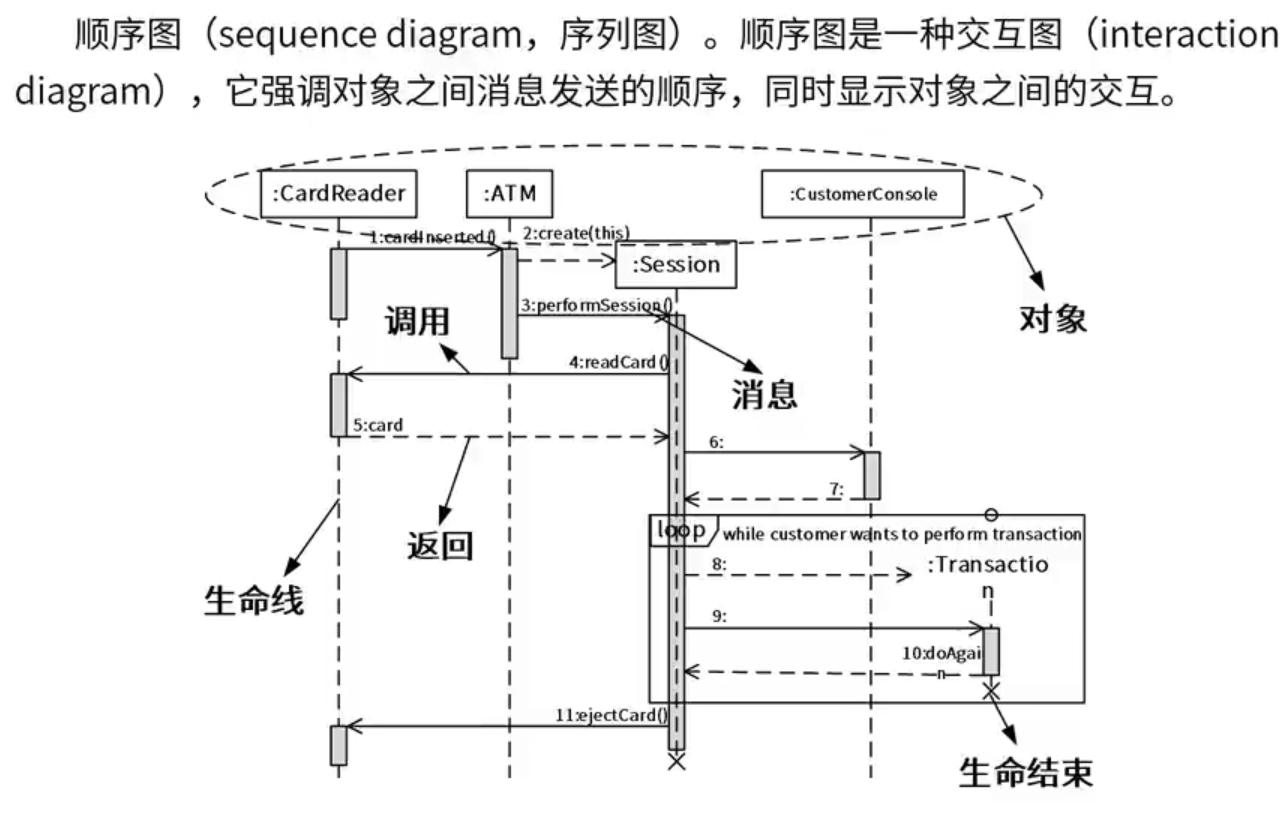 顺序图（sequence diagram，序列图）。顺序图是一种交互图（interaction
diagram），它强调对象之间消息发送的顺序，同时显示对象之间的交互。
:CardReader
:ATM
:CustomerConsole
1:cardInserted()
2:create(this)
:Session
对象
3:performSession()
调用
4:readCard()
消息
5:card
6:
7:
返回
loop
while customer wants to perform transaction
8:
:Transactio
n
生命线
9:
10:doAgai
n
11:ejectCard()
生命结束